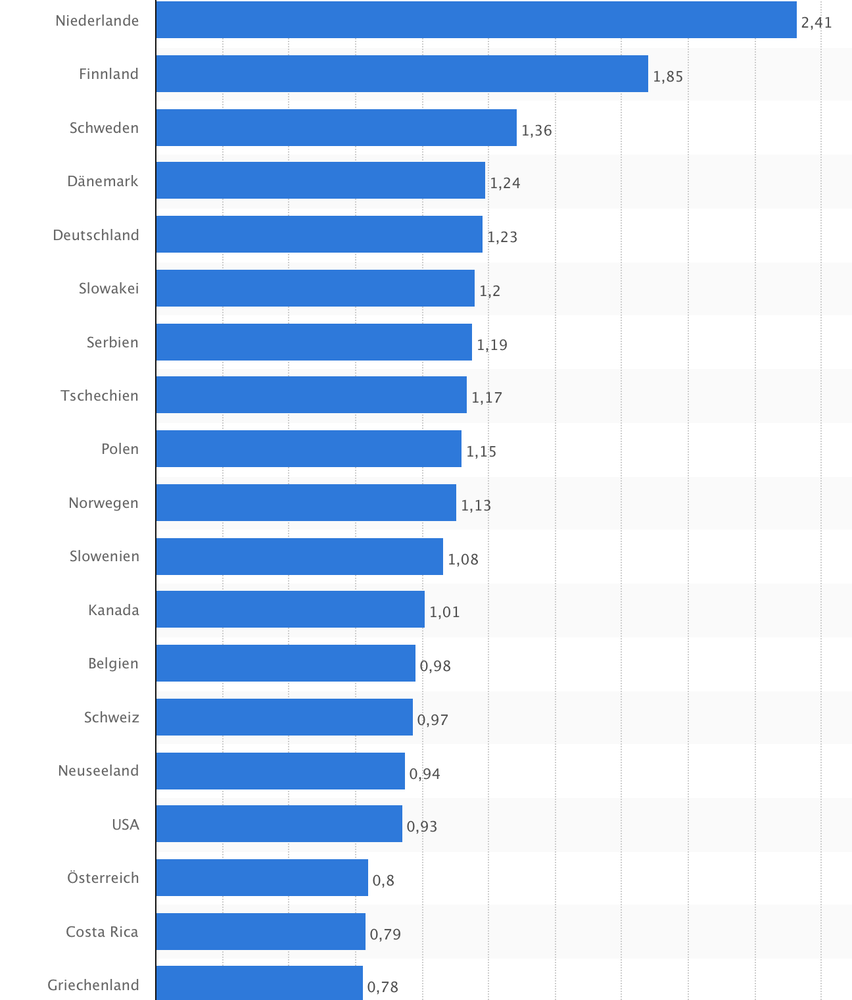 Niederlande 2,41
Finnland 1,85
Schweden 1,36
Dänemark 1,24
Deutschland 1,23
Slowakei 1,2
Serbien 1,19
Tschechien 1,17
Polen 1,15
Norwegen 1,13
Slowenien 1,08
Kanada 1,01
Belgien 0,98
Schweiz 0,97
Neuseeland 0,94
USA 0,93
Österreich 0,8
Costa Rica 0,79
Griechenland 0,78